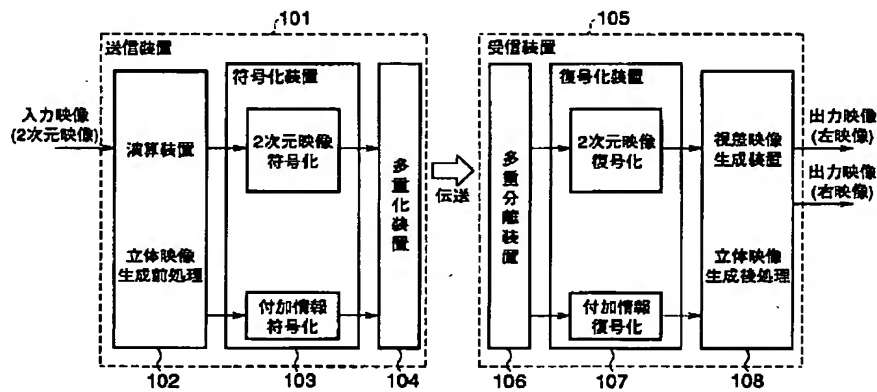 101
105
送信装置
受信装置
符号化装置
復号化装置
入力映像
(2次元映像)
演算装置
2次元映像
符号化
多重化装置
伝送
多重分離装置
2次元映像
復号化
視差映像
生成装置
出力映像
(左映像)
出力映像
(右映像)
立体映像
生成前処理
付加情報
符号化
付加情報
復号化
立体映像
生成後処理
102
103
104
106
107
108